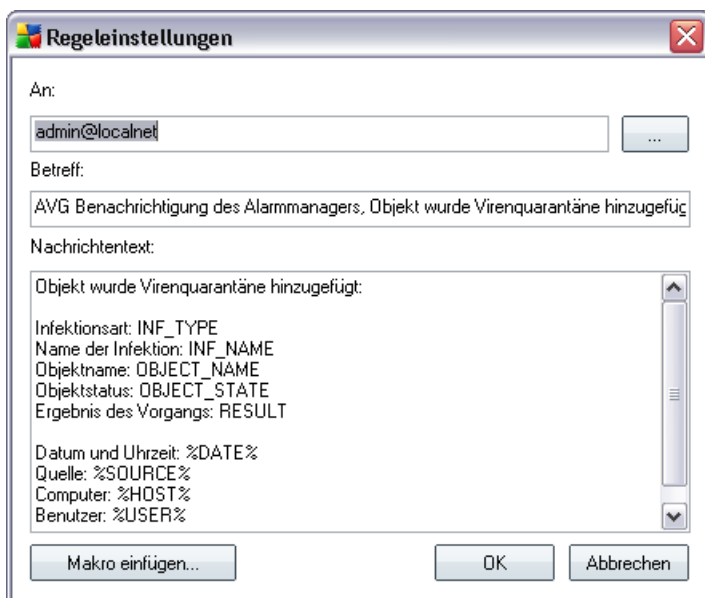 Regeleinstellungen
An:
admin@localnet
...
Betreff:
AVG Benachrichtigung des Alarmmanagers, Objekt wurde Virenquarantäne hinzugefüg
Nachrichtentext:
Objekt wurde Virenquarantäne hinzugefügt:
Infektionsart: INF_TYPE
Name der Infektion: INF_NAME
Objektname: OBJECT_NAME
Objektstatus: OBJECT_STATE
Ergebnis des Vorgangs: RESULT
Datum und Uhrzeit: %DATE%
Quelle: %SOURCE%
Computer: %HOST%
Benutzer: %USER%
Makro einfügen... OK Abbrechen